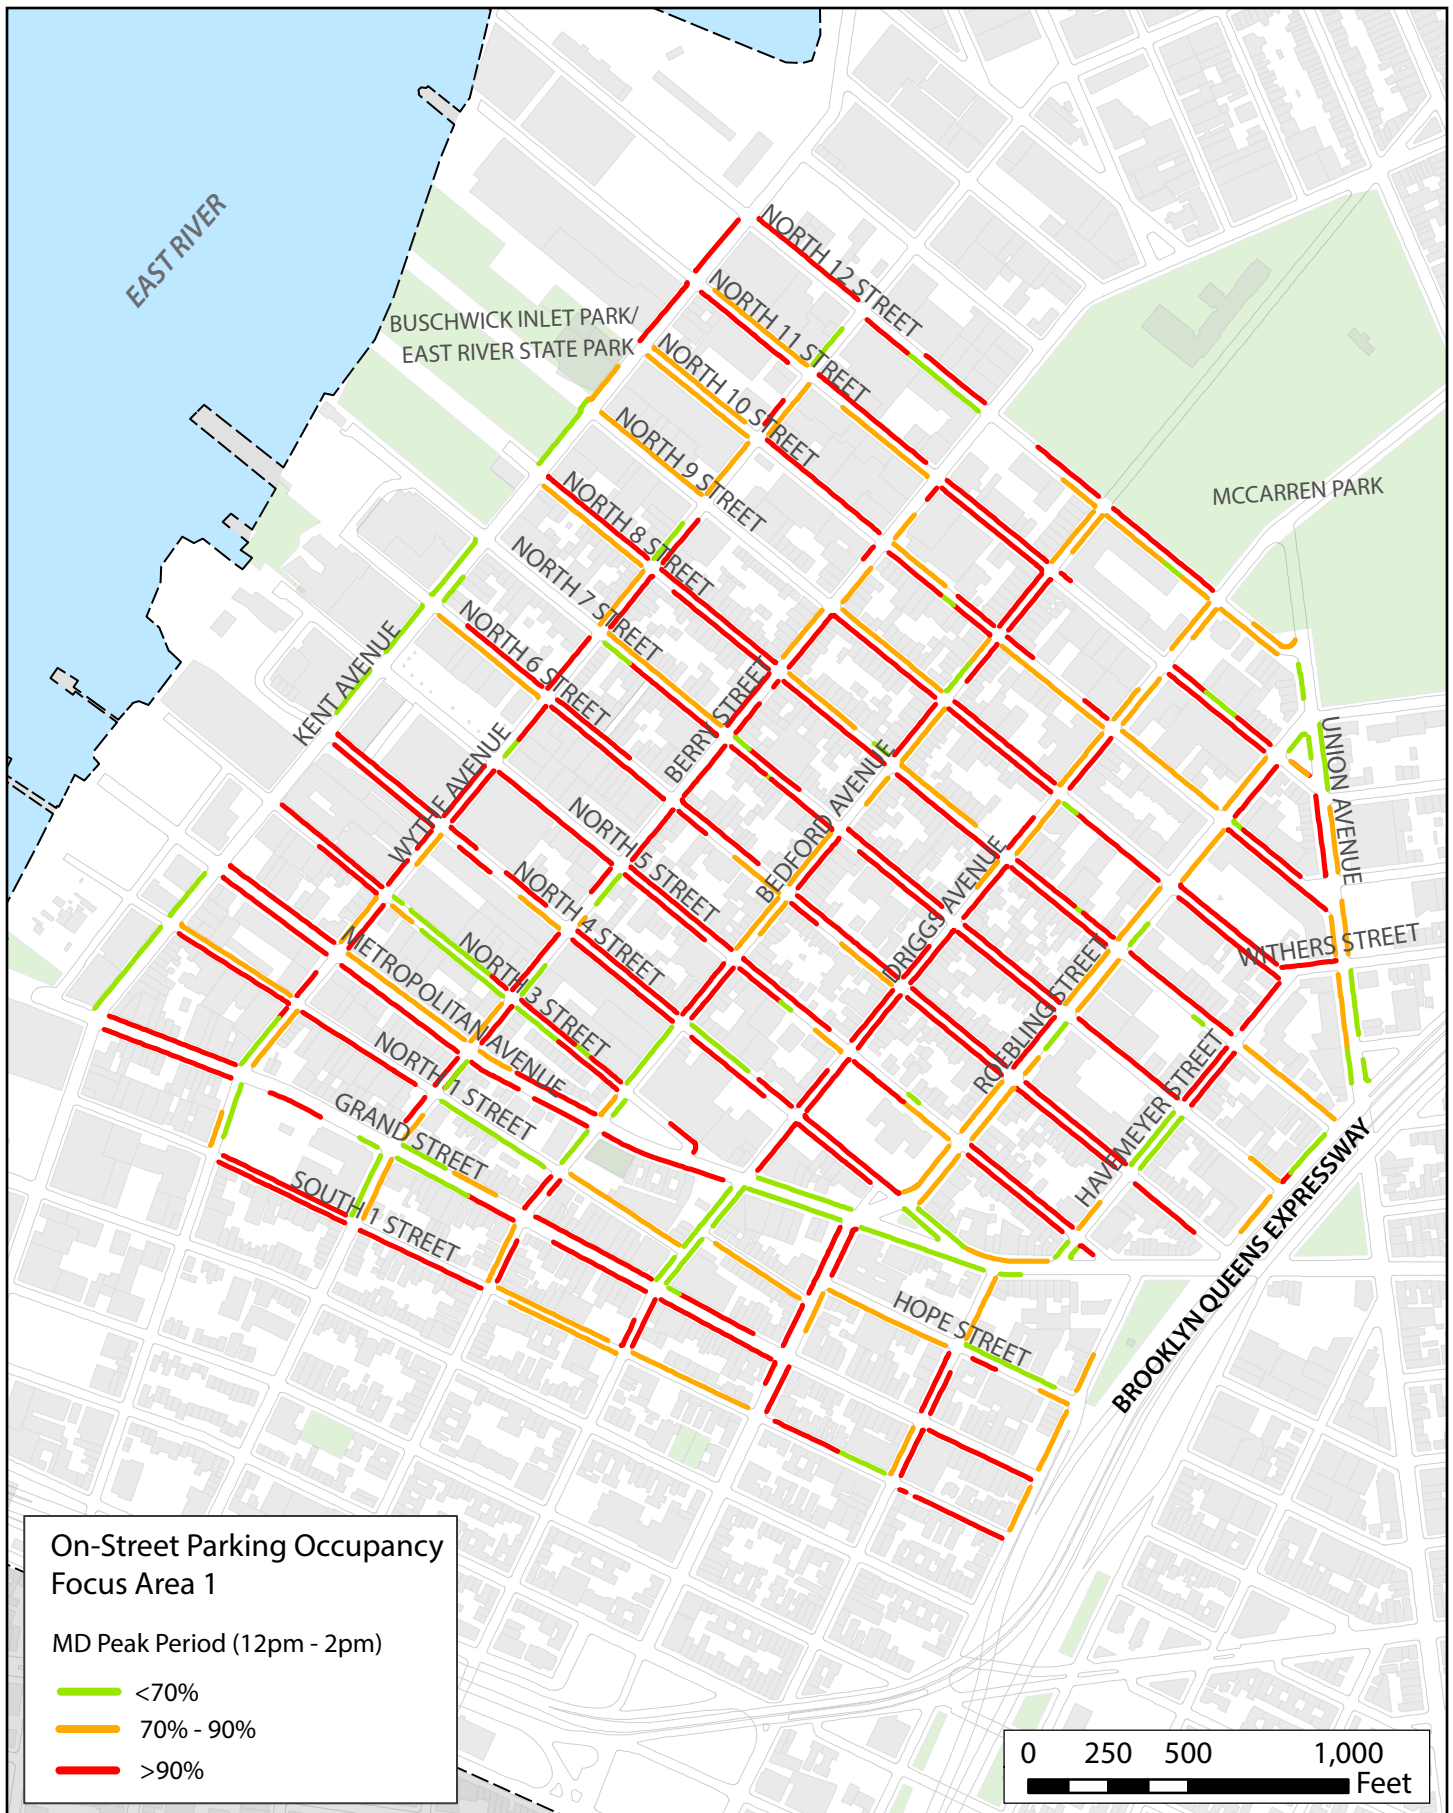 NORTH 12 STREET
EAST RIVER
NORTH 11 STREET
BUSCHWICK INLET PARK/
EAST RIVER STATE PARK
NORTH 10 STREET
NORTH 9 STREET
MCCARREN PARK
NORTH 8 STREET
NORTH 7 STREET
NORTH 6 STREET
KENT AVENUE
BERRY STREET
WYTHE AVENUE
UNION AVENUE
BEDFORD AVENUE
NORTH 5 STREET
DRIGGS AVENUE
NORTH 4 STREET
WITHERS STREET
NORTH 3 STREET
METROPOLITAN AVENUE
ROEBLING STREET
NORTH 1 STREET
HAVEMEYER STREET
GRAND STREET
SOUTH 1 STREET
BROOKLYN QUEENS EXPRESSWAY
HOPE STREET
On-Street Parking Occupancy
Focus Area 1
MD Peak Period (12pm - 2pm)
<70%
70% - 90%
>90%
0 250 500 1,000
Feet